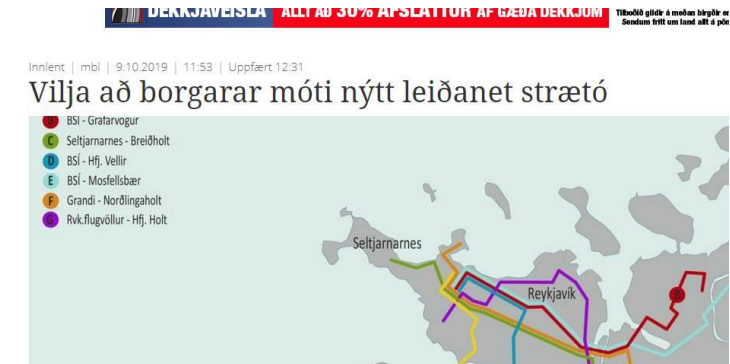 DEKKJAVEISLA ALLT AÐ 30% AFSLÁTTUR AF GÆÐA DEKKJUM
Tilboðið gildir á meðan birgðir
Sendum frítt um land allt á
Innlent | mbl | 9.10.2019 | 11:53 | Uppfært 12:31
Vilja að borgarar móti nýtt leiðanet strætó
B BSÍ - Grafarvogur
C Seltjarnarnes - Breiðholt
D BSÍ - Hfj. Vellir
E BSÍ - Mosfellsbær
F Grandi - Norðlingaholt
G Rvk.flugvöllur - Hfj. Holt
Seltjarnarnes
Reykjavík
B